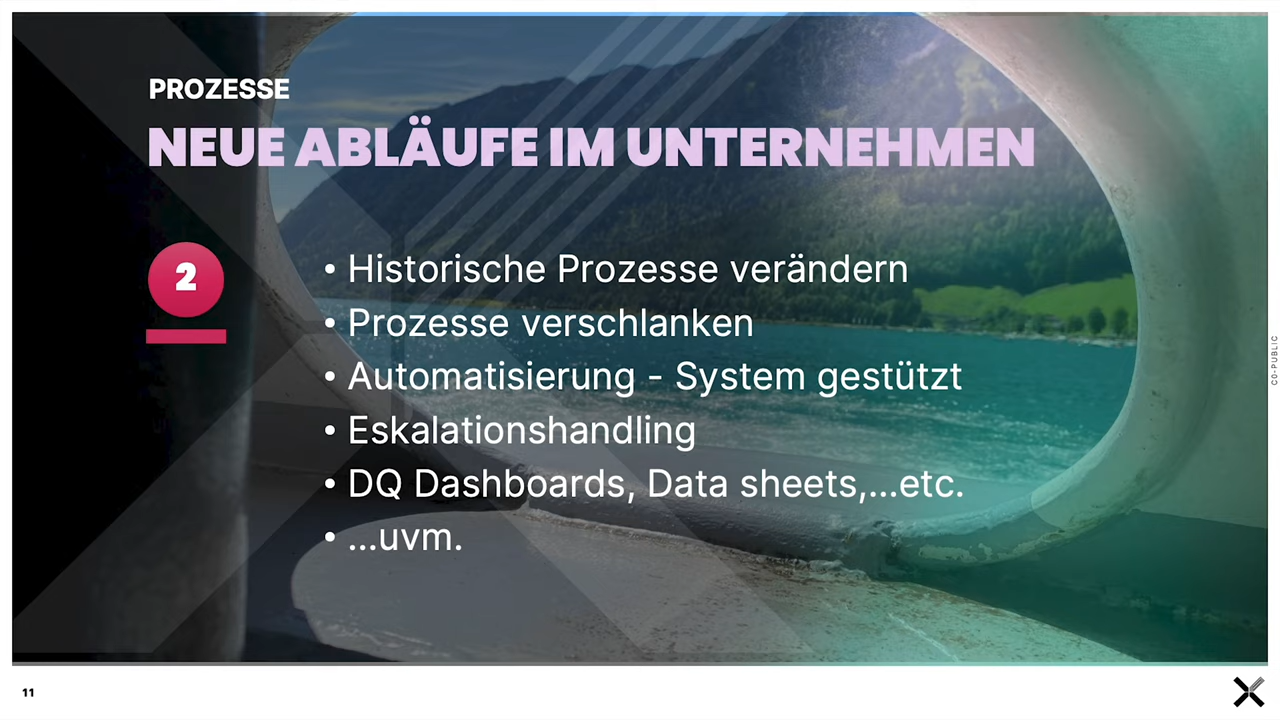 PROZESSE
NEUE ABLÄUFE IM UNTERNEHMEN
2
• Historische Prozesse verändern
• Prozesse verschlanken
• Automatisierung - System gestützt
• Eskalationshandling
• DQ Dashboards, Data sheets,...etc.
• ...uvm.
C0-PUBLIC
11